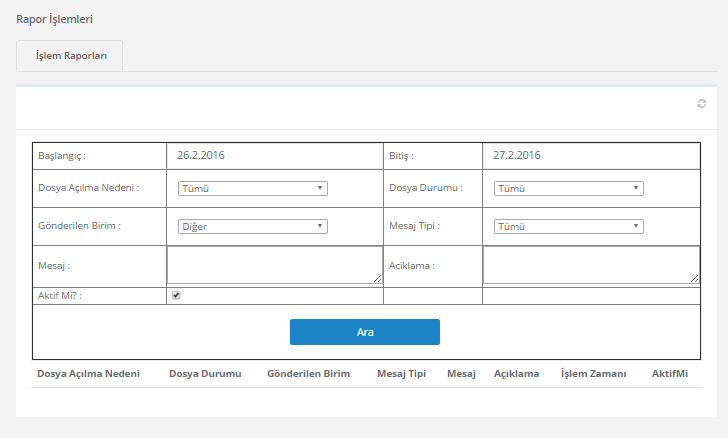 Rapor İşlemleri
İşlem Raporları
Başlangıç : 26.2.2016 Bitiş : 27.2.2016
Dosya Açılma Nedeni : Tümü Dosya Durumu : Tümü
Gönderilen Birim : Diğer Mesaj Tipi : Tümü
Mesaj : Aciklama :
Aktif Mi? :
Ara
Dosya Açılma Nedeni Dosya Durumu Gönderilen Birim Mesaj Tipi Mesaj Açıklama İşlem Zamanı AktifMi